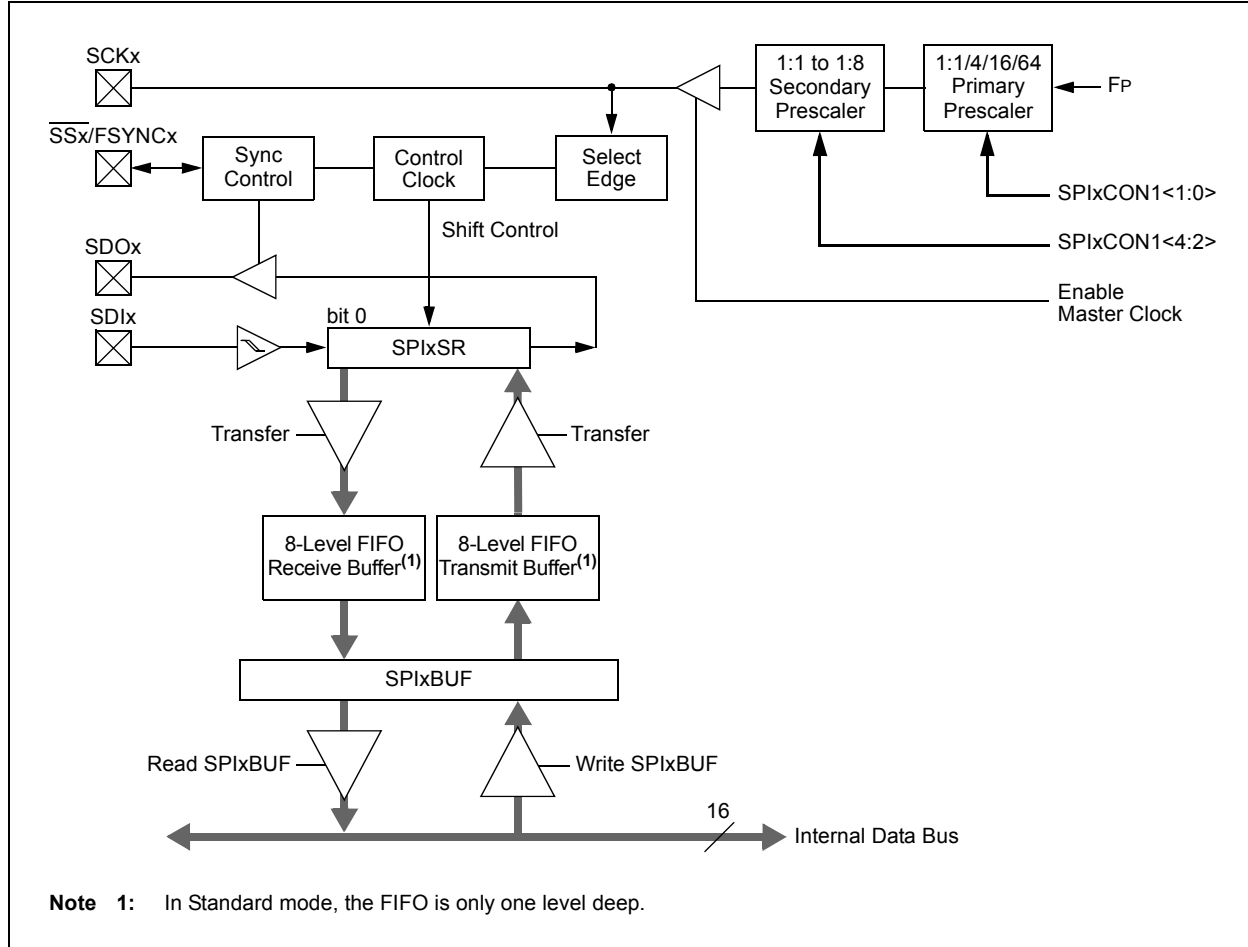 SCKx
SSx/FSYNCx
Sync
Control
Control
Clock
Select
Edge
1:1 to 1:8
Secondary
Prescaler
1:1/4/16/64
Primary
Prescaler
FP
SPIxCON1<1:0>
SPIxCON1<4:2>
Enable
Master Clock
Shift Control
SDOx
SDIx
bit 0
SPIxSR
Transfer
Transfer
8-Level FIFO
Receive Buffer(1)
8-Level FIFO
Transmit Buffer(1)
SPIxBUF
Read SPIxBUF
Write SPIxBUF
16
Internal Data Bus
Note 1: In Standard mode, the FIFO is only one level deep.